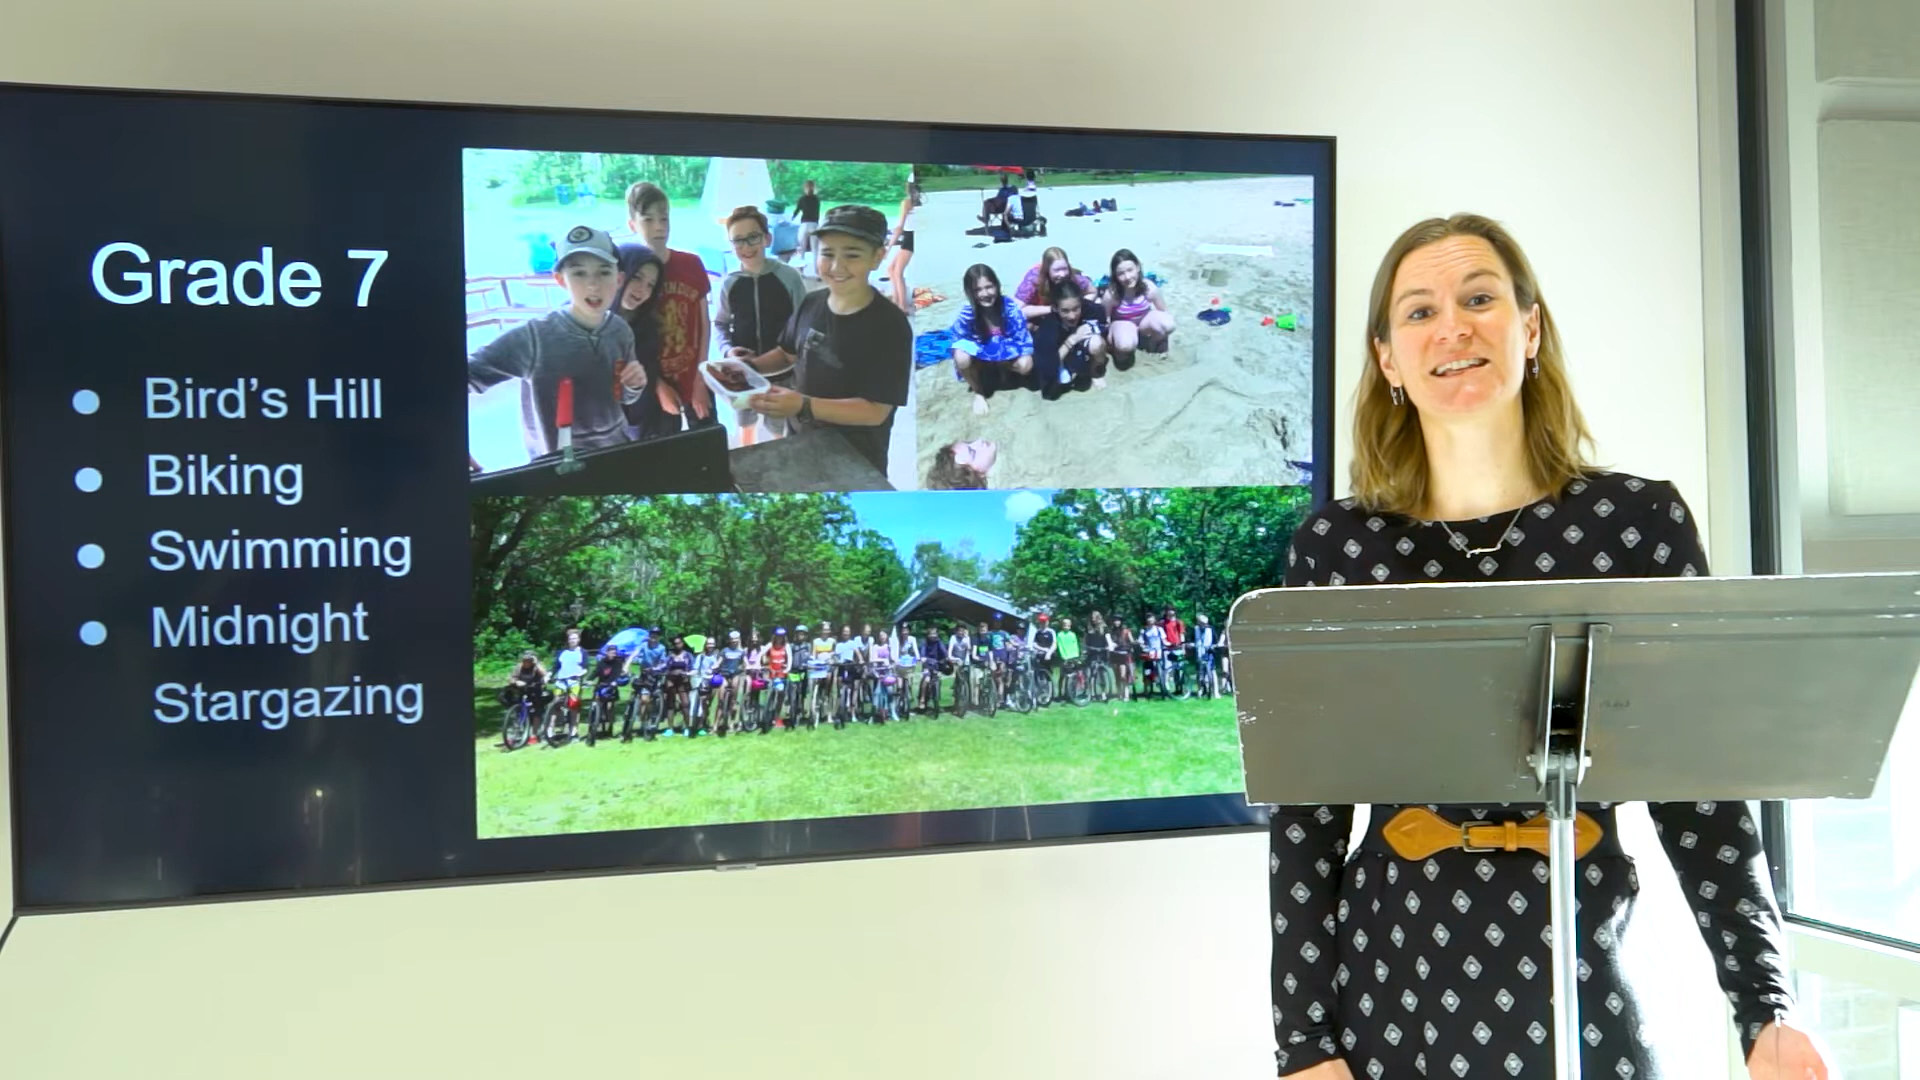 Grade 7
● Bird's Hill
● Biking
● Swimming
● Midnight
Stargazing